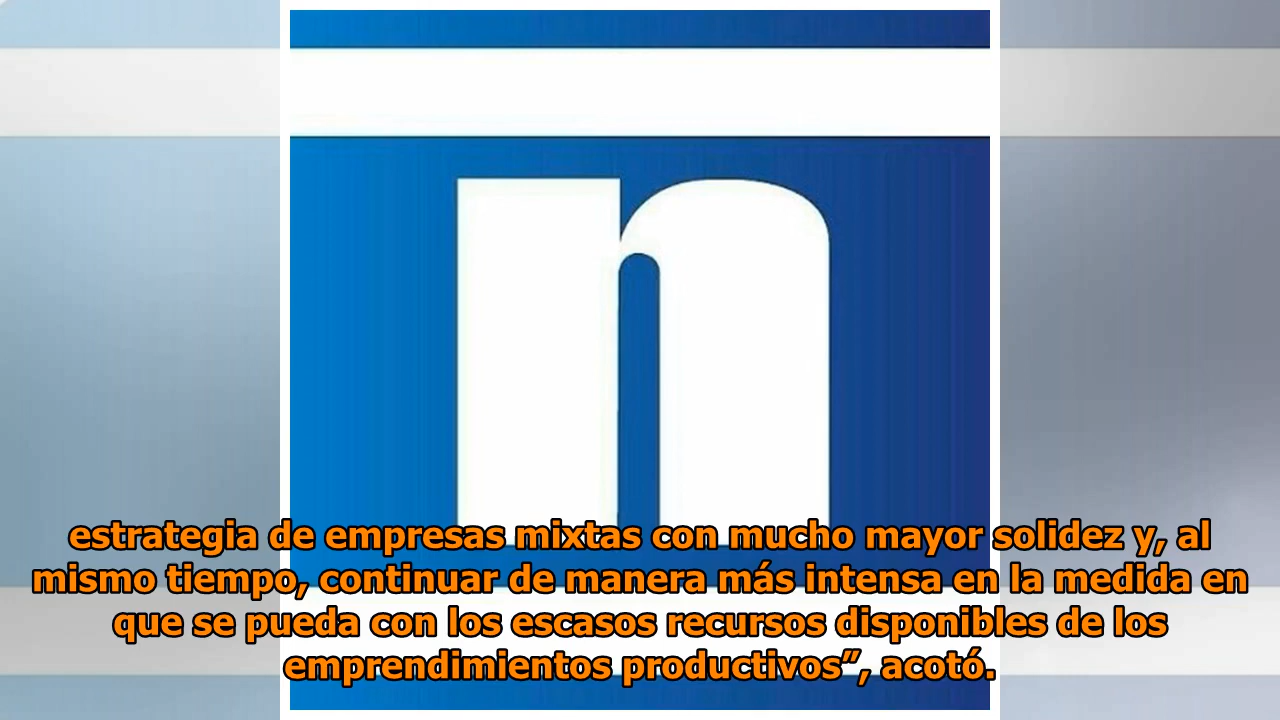 n
estrategia de empresas mixtas con mucho mayor solidez y, al
mismo tiempo, continuar de manera más intensa en la medida en
que se pueda con los escasos recursos disponibles de los
emprendimientos productivos”, acotó.